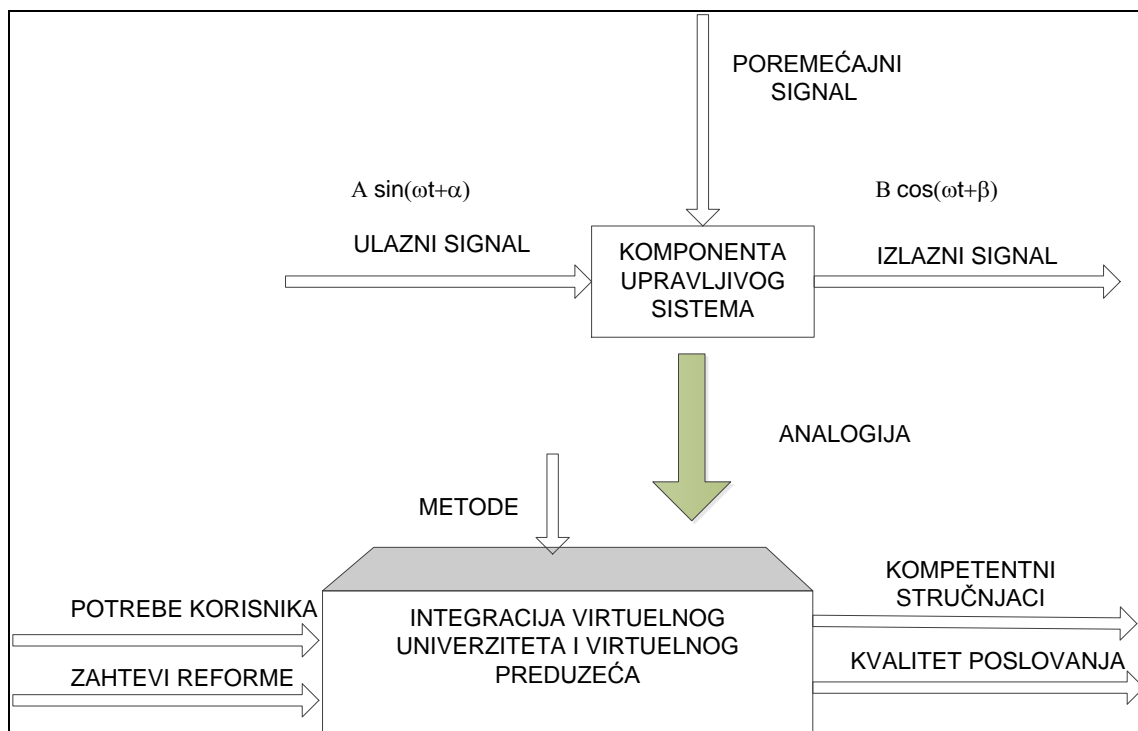 POREMEĆAJNI
SIGNAL
A sin(ωt+α)
B cos(ωt+β)
ULAZNI SIGNAL
KOMPONENTA
UPRAVLJIVOG
SISTEMA
IZLAZNI SIGNAL
ANALOGIJA
METODE
POTREBE KORISNIKA
ZAHTEVI REFORME
INTEGRACIJA VIRTUELNOG
UNIVERZITETA I VIRTUELNOG
PREDUZEĆA
KOMPETENTNI
STRUČNJACI
KVALITET POSLOVANJA